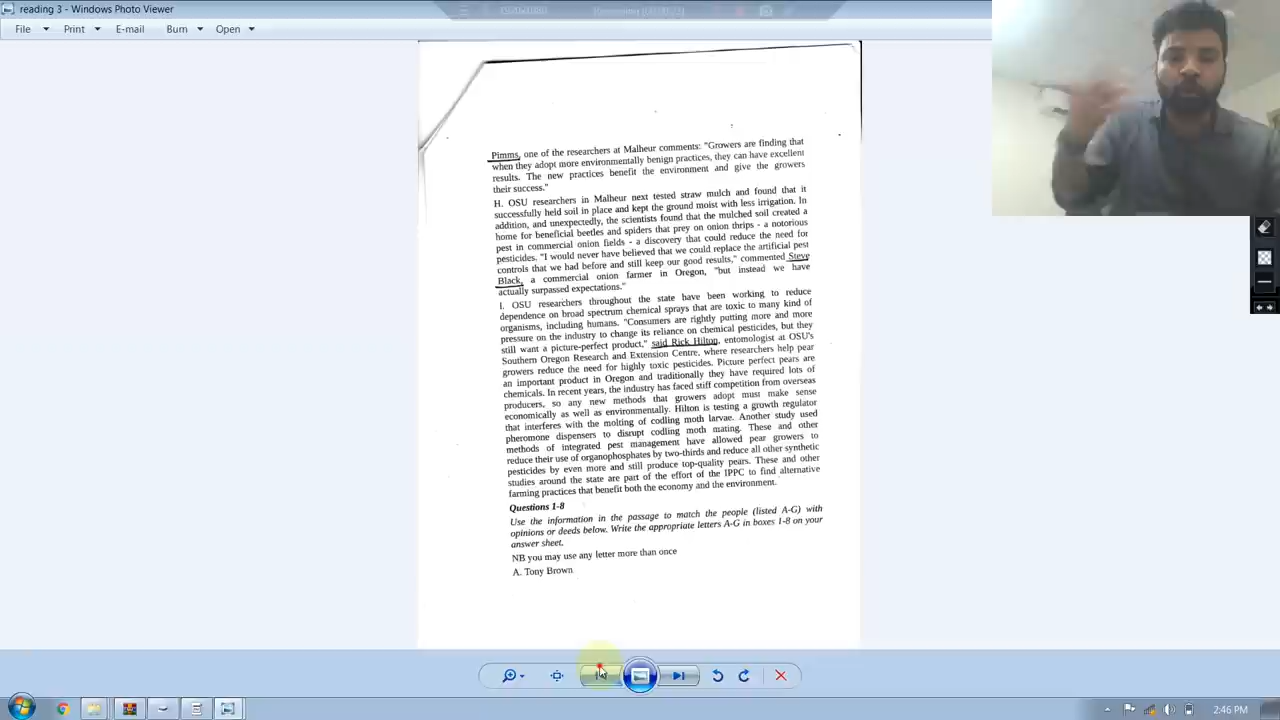 reading 3 - Windows Photo Viewer
File Print E-mail Burn Open
Pimms, one of the researchers at Malheur comments: "Growers are finding that
when they adopt more environmentally benign practices, they can have excellent
results. The new practices benefit the environment and give the growers
their success."
H. OSU researchers in Malheur next tested straw mulch and found that it
successfully held soil in place and kept the ground moist with less irrigation. In
addition, and unexpectedly, the scientists found that the mulched soil created a
home for beneficial beetles and spiders that prey on onion thrips - a notorious
pest in commercial onion fields - a discovery that could reduce the need for
pesticides. "I would never have believed that we could replace the artificial pest
controls that we had before and still keep our good results," commented Steve
Black, a commercial onion farmer in Oregon, "but instead we have
actually surpassed expectations."
I. OSU researchers throughout the state have been working to reduce
dependence on broad spectrum chemical sprays that are toxic to many kind of
organisms, including humans. "Consumers are rightly putting more and more
pressure on the industry to change its reliance on chemical pesticides, but they
still want a picture-perfect product," said Rick Hilton, entomologist at OSU's
Southern Oregon Research and Extension Centre, where researchers help pear
growers reduce the need for highly toxic pesticides. Picture perfect pears are
an important product in Oregon and traditionally they have required lots of
chemicals. In recent years, the industry has faced stiff competition from overseas
producers, so any new methods that growers adopt must make sense
economically as well as environmentally. Hilton is testing a growth regulator
that interferes with the molting of codling moth larvae. Another study used
pheromone dispensers to disrupt codling moth mating. These and other
methods of integrated pest management have allowed pear growers to
reduce their use of organophosphates by two-thirds and reduce all other synthetic
pesticides by even more and still produce top-quality pears. These and other
studies around the state are part of the effort of the IPPC to find alternative
farming practices that benefit both the economy and the environment.
Questions 1-8
Use the information in the passage to match the people (listed A-G) with
opinions or deeds below. Write the appropriate letters A-G in boxes 1-8 on your
answer sheet.
NB you may use any letter more than once
A. Tony Brown
2:46 PM